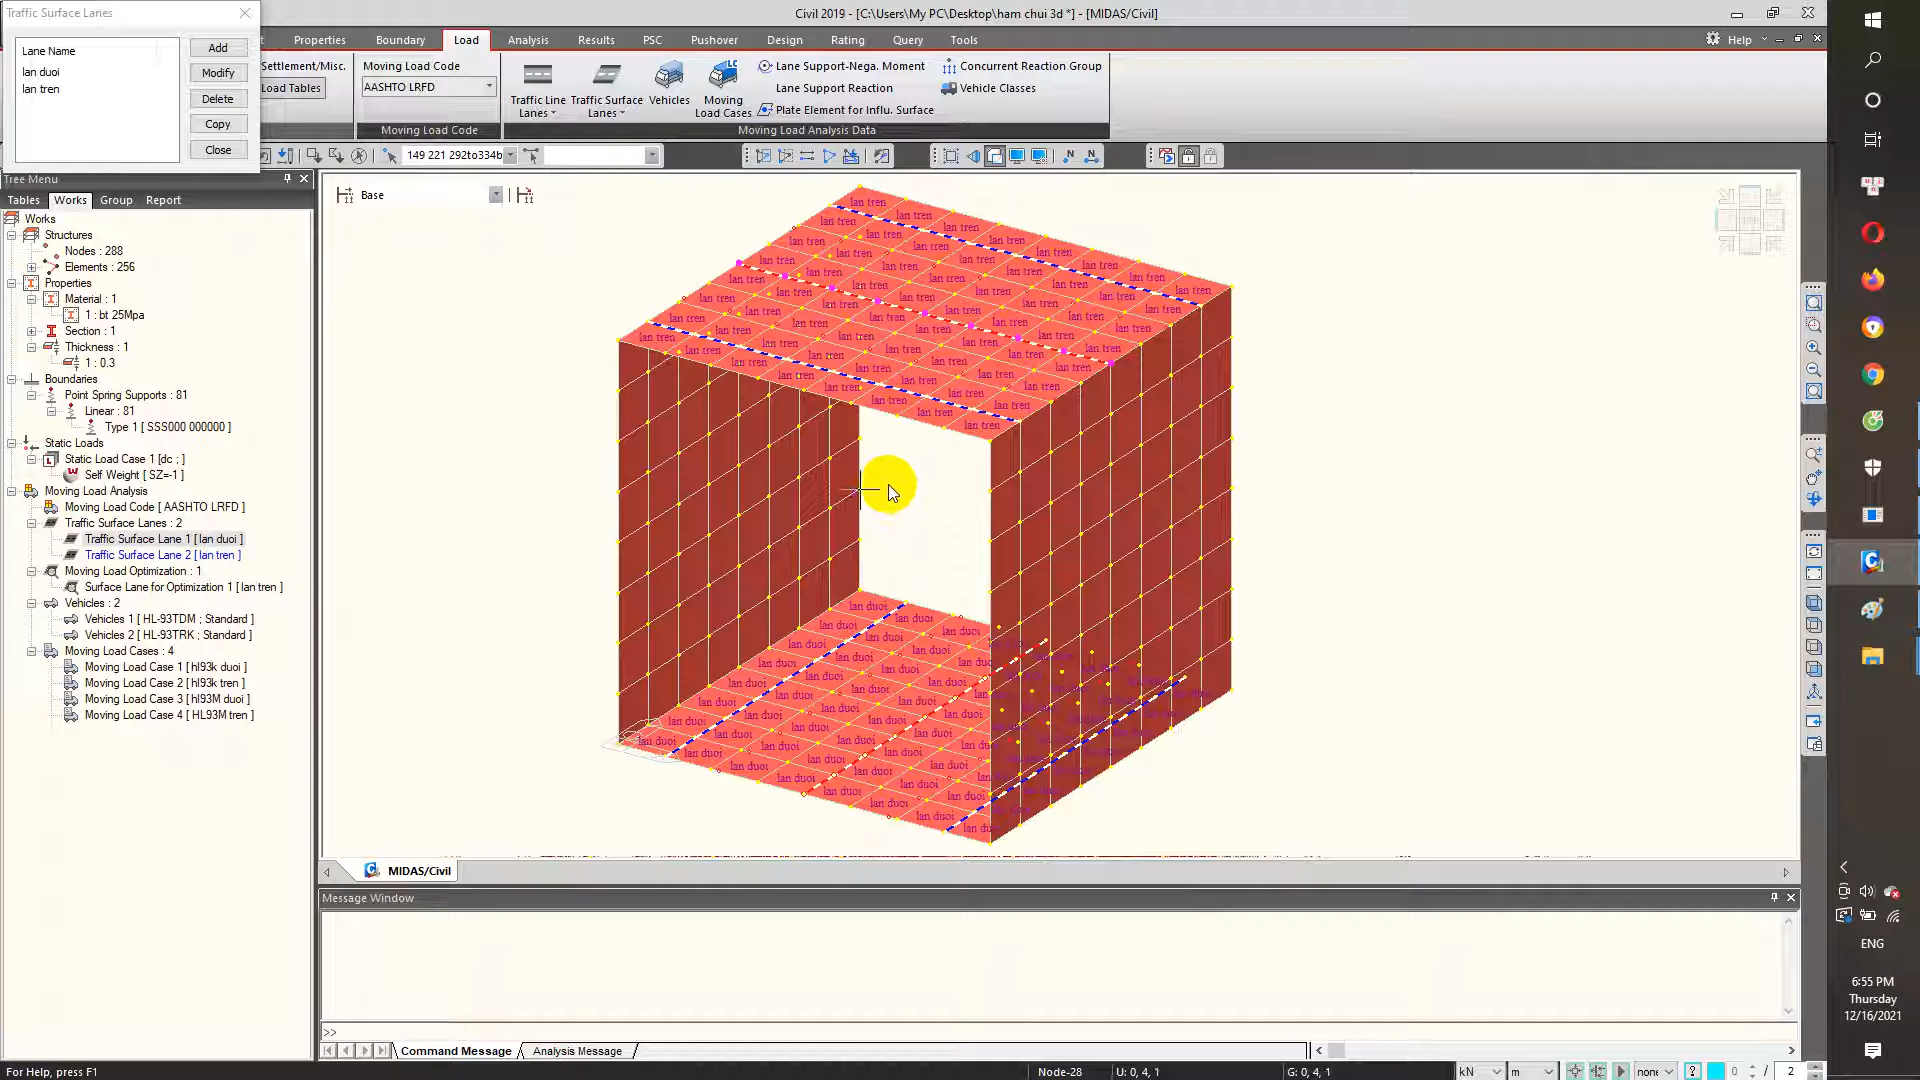 Traffic Surface Lanes
Civil 2019 - [C:\Users\My PC\Desktop\ham chui 3d *] - [MIDAS/Civil]
Lane Name
lan duoi
lan tren
Add
Modify
Delete
Copy
Close
Properties
Boundary
Load
Analysis
Results
PSC
Pushover
Design
Rating
Query
Tools
Help
Settlement/Misc.
Load Tables
Moving Load Code
AASHTO LRFD
Moving Load Code
Traffic Line Lanes
Traffic Surface Lanes
Vehicles
Moving Load Cases
Lane Support-Nega. Moment
Lane Support Reaction
Plate Element for Influ. Surface
Concurrent Reaction Group
Vehicle Classes
Moving Load Analysis Data
149 221 292to334b
Tree Menu
Tables
Works
Group
Report
Base
Works
Structures
Nodes : 288
Elements : 256
Properties
Material : 1
1 : bt 25Mpa
Section : 1
Thickness : 1
1 : 0.3
Boundaries
Point Spring Supports : 81
Linear : 81
Type 1 [ SSS000 000000 ]
Static Loads
Static Load Case 1 [dc ; ]
Self Weight [ SZ=-1 ]
Moving Load Analysis
Moving Load Code [ AASHTO LRFD ]
Traffic Surface Lanes : 2
Traffic Surface Lane 1 [ lan duoi ]
Traffic Surface Lane 2 [ lan tren ]
Moving Load Optimization : 1
Surface Lane for Optimization 1 [ lan tren ]
Vehicles : 2
Vehicles 1 [ HL-93TDM ; Standard ]
Vehicles 2 [ HL-93TRK ; Standard ]
Moving Load Cases : 4
Moving Load Case 1 [ hl93k duoi ]
Moving Load Case 2 [ hl93k tren ]
Moving Load Case 3 [ hl93M duoi ]
Moving Load Case 4 [ HL93M tren ]
lan tren
lan duoi
MIDAS/Civil
Message Window
>>
Command Message
Analysis Message
For Help, press F1
Node-28
U: 0, 4, 1
G: 0, 4, 1
kN
m
none
0
/
2
ENG
6:55 PM
Thursday
12/16/2021